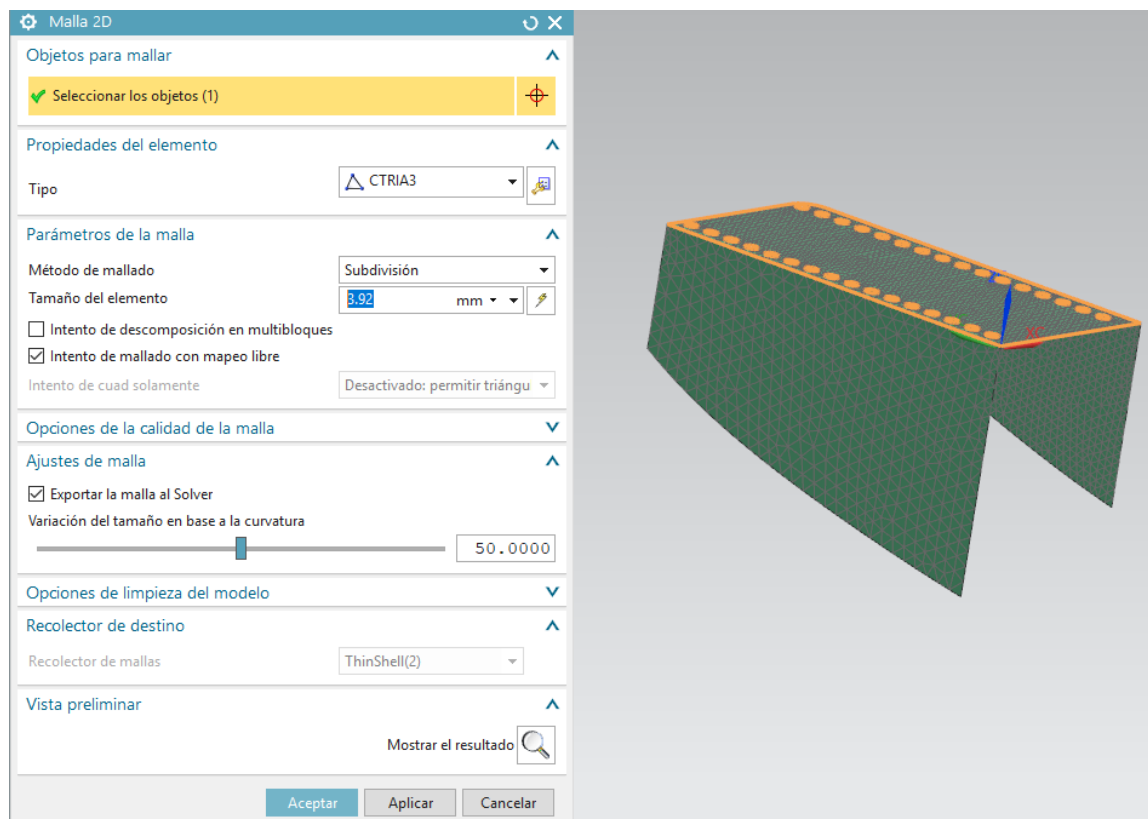 Malla 2D
Objetos para mallar
Seleccionar los objetos (1)
Propiedades del elemento
Tipo CTRIA3
Parámetros de la malla
Método de mallado Subdivisión
Tamaño del elemento 3.92 mm
Intento de descomposición en multibloques
Intento de mallado con mapeo libre
Intento de cuad solamente Desactivado: permitir triángu
Opciones de la calidad de la malla
Ajustes de malla
Exportar la malla al Solver
Variación del tamaño en base a la curvatura
50.0000
Opciones de limpieza del modelo
Recolector de destino
Recolector de mallas ThinShell(2)
Vista preliminar
Mostrar el resultado
Aceptar Aplicar Cancelar